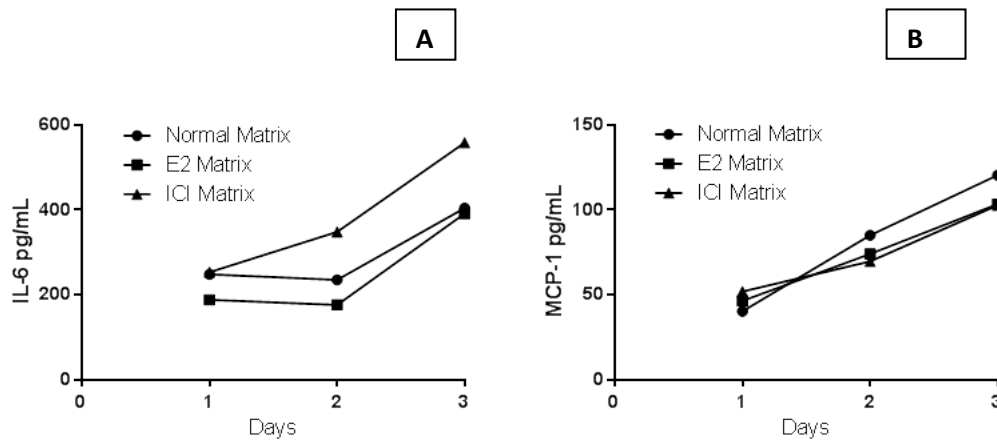 A
B
600
400
200
0
IL-6 pg/mL
Normal Matrix
E2 Matrix
ICI Matrix
0
1
2
3
Days
150
100
50
0
MCP-1 pg/mL
Normal Matrix
E2 Matrix
ICI Matrix
0
1
2
3
Days